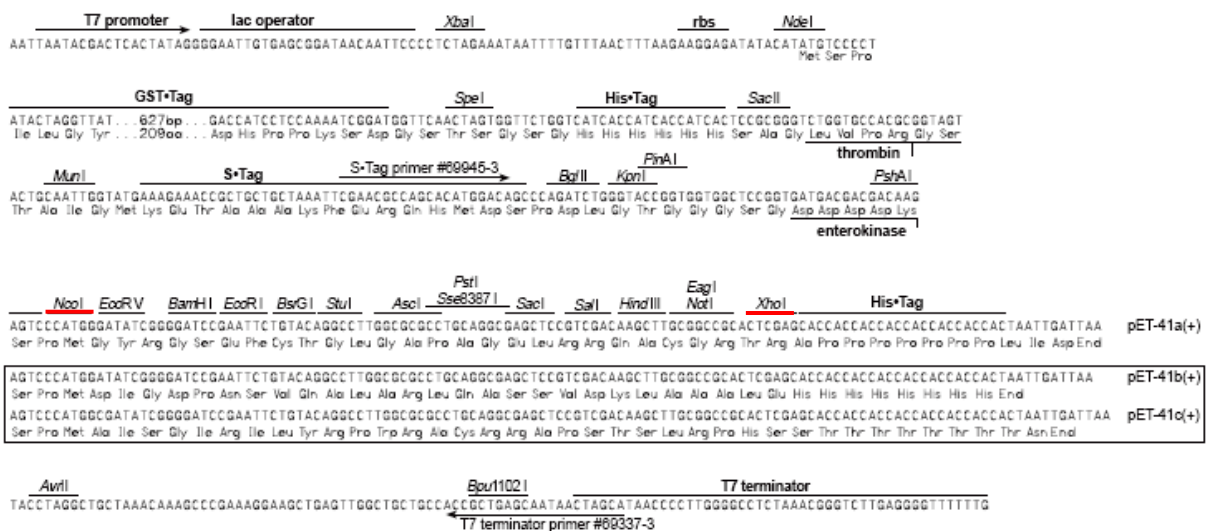 T7 promoter lac operator XbaI rbs NdeI
AATTAATACGACTCACTATAGGGGAATTGTGAGCGGATAACAATTCCCCTCTAGAAATAATTTTGTTTAACTTTAAGAAGGAGATATACATATGTCCCCT
Met Ser Pro
GST•Tag SpeI His•Tag SacII
ATACTAGGTTAT...627bp...GACCATCCTCCAAAATCGGATGGTTCAACTAGTGGTTCTGGTCATCACCATCACCATCACTCCGCGGGTCTGGTGCCACGCGGTAGT
Ile Leu Gly Tyr ...209aa...Asp His Pro Pro Lys Ser Asp Gly Ser Thr Ser Gly Ser Gly His His His His His His Ser Ala Gly Leu Val Pro Arg Gly Ser
thrombin
MunI S•Tag S•Tag primer #69945-3 BglII KpnI PinAI PshAI
ACTGCAATTGGTATGAAAGAAACCGCTGCTGCTAAATTCGAACGCCAGCACATGGACAGCCCAGATCTGGGTACCGGTGGTGGCTCCGGTGATGACGACGACAAG
Thr Ala Ile Gly Met Lys Glu Thr Ala Ala Ala Lys Phe Glu Arg Gln His Met Asp Ser Pro Asp Leu Gly Thr Gly Gly Gly Ser Gly Asp Asp Asp Asp Lys
enterokinase
PstI EagI
NcoI EcoRV BamHI EcoRI BsrGI StuI AscI Sse8387I SacI SalI HindIII NotI XhoI His•Tag
AGTCCCATGGGATATCGGGGATCCGAATTCTGTACAGGCCTTGGCGCGCCTGCAGGCGAGCTCCGTCGACAAGCTTGCGGCCGCACTCGAGCACCACCACCACCACCACCACCACTAATTGATTAA pET-41a(+)
Ser Pro Met Gly Tyr Arg Gly Ser Glu Phe Cys Thr Gly Leu Gly Ala Pro Ala Gly Glu Leu Arg Arg Gln Ala Cys Gly Arg Thr Arg Ala Pro Pro Pro Pro Pro Pro Pro Pro Leu Ile Asp End
AGTCCCATGGATATCGGGGATCCGAATTCTGTACAGGCCTTGGCGCGCCTGCAGGCGAGCTCCGTCGACAAGCTTGCGGCCGCACTCGAGCACCACCACCACCACCACCACCACTAATTGATTAA pET-41b(+)
Ser Pro Met Asp Ile Gly Asp Pro Asn Ser Val Gln Ala Leu Ala Arg Leu Gln Ala Ser Ser Val Asp Lys Leu Ala Ala Ala Leu Glu His His His His His His His His End
AGTCCCATGGCGATATCGGGGATCCGAATTCTGTACAGGCCTTGGCGCGCCTGCAGGCGAGCTCCGTCGACAAGCTTGCGGCCGCACTCGAGCACCACCACCACCACCACCACCACTAATTGATTAA pET-41c(+)
Ser Pro Met Ala Ile Ser Gly Ile Arg Ile Leu Tyr Arg Pro Trp Arg Ala Cys Arg Arg Ala Pro Ser Thr Ser Leu Arg Pro His Ser Ser Thr Thr Thr Thr Thr Thr Thr Thr Asn End
AvrII Bpu1102I T7 terminator
TACCTAGGCTGCTAAACAAAGCCCGAAAGGAAGCTGAGTTGGCTGCTGCCACCGCTGAGCAATAACTAGCATAACCCCTTGGGGCCTCTAAACGGGTCTTGAGGGGTTTTTTG
T7 terminator primer #69337-3